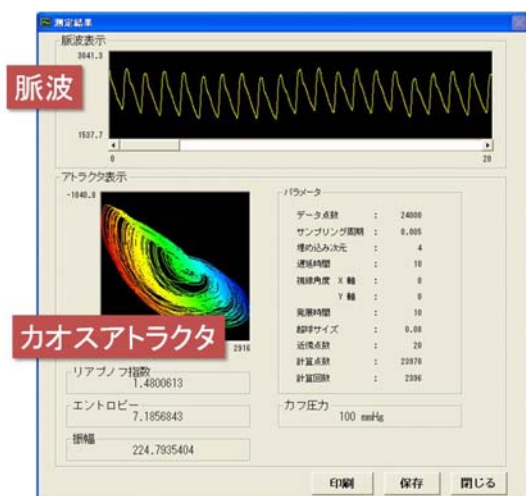 測定結果
脈波表示
3041.3
脈波
1537.7
0
20
アトラクタ表示
-1040.8
カオスアトラクタ
2916
パラメータ
データ点数 : 24000
サンプリング周期 : 0.005
埋め込み次元 : 4
遅延時間 : 10
視線角度 X 軸 : 0
Y 軸 : 0
発展時間 : 10
超球サイズ : 0.08
近傍点数 : 20
計算点数 : 23970
計算回数 : 2396
リアプノフ指数
1.4800613
エントロピー
7.1856843
振幅
224.7935404
カフ圧力
100 mmHg
印刷
保存
閉じる